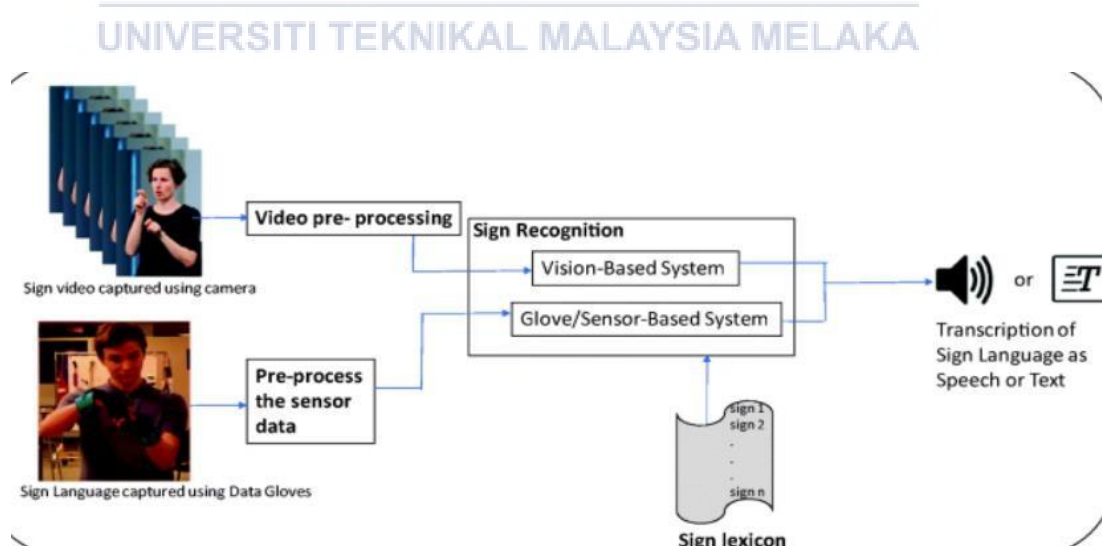 UNIVERSITI TEKNIKAL MALAYSIA MELAKA
Sign video captured using camera
Video pre- processing
Sign Recognition
Vision-Based System
Glove/Sensor-Based System
Sign Language captured using Data Gloves
Pre-process
the sensor
data
sign 1
sign 2
.
.
.
sign n
Sign lexicon
or
T
Transcription of
Sign Language as
Speech or Text